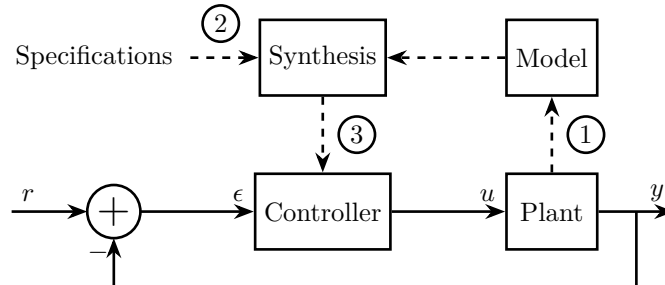 2
Specifications
Synthesis
Model
3
1
r
ϵ
u
y
+
Controller
Plant
−